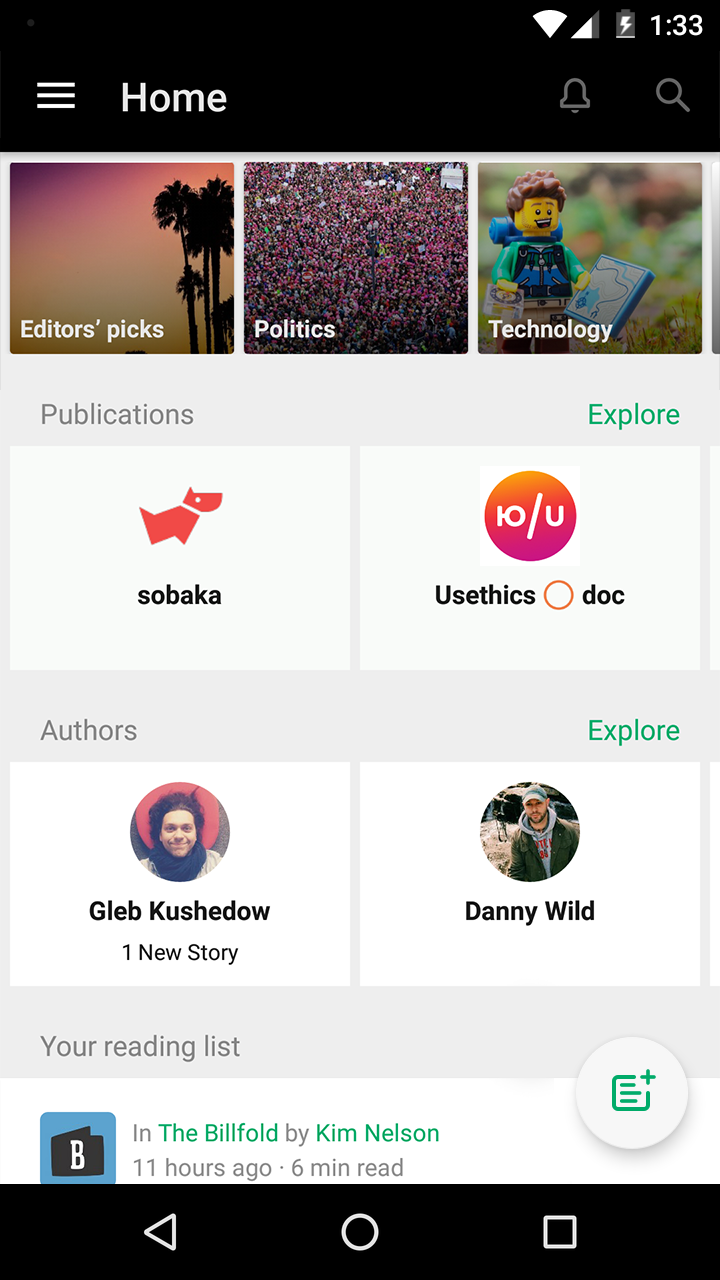 1:33
Home
Editors’ picks
Politics
Technology
Publications
Explore
Ю/U
sobaka
Usethics doc
Authors
Explore
Gleb Kushedow
Danny Wild
1 New Story
Your reading list
B
In The Billfold by Kim Nelson
11 hours ago · 6 min read